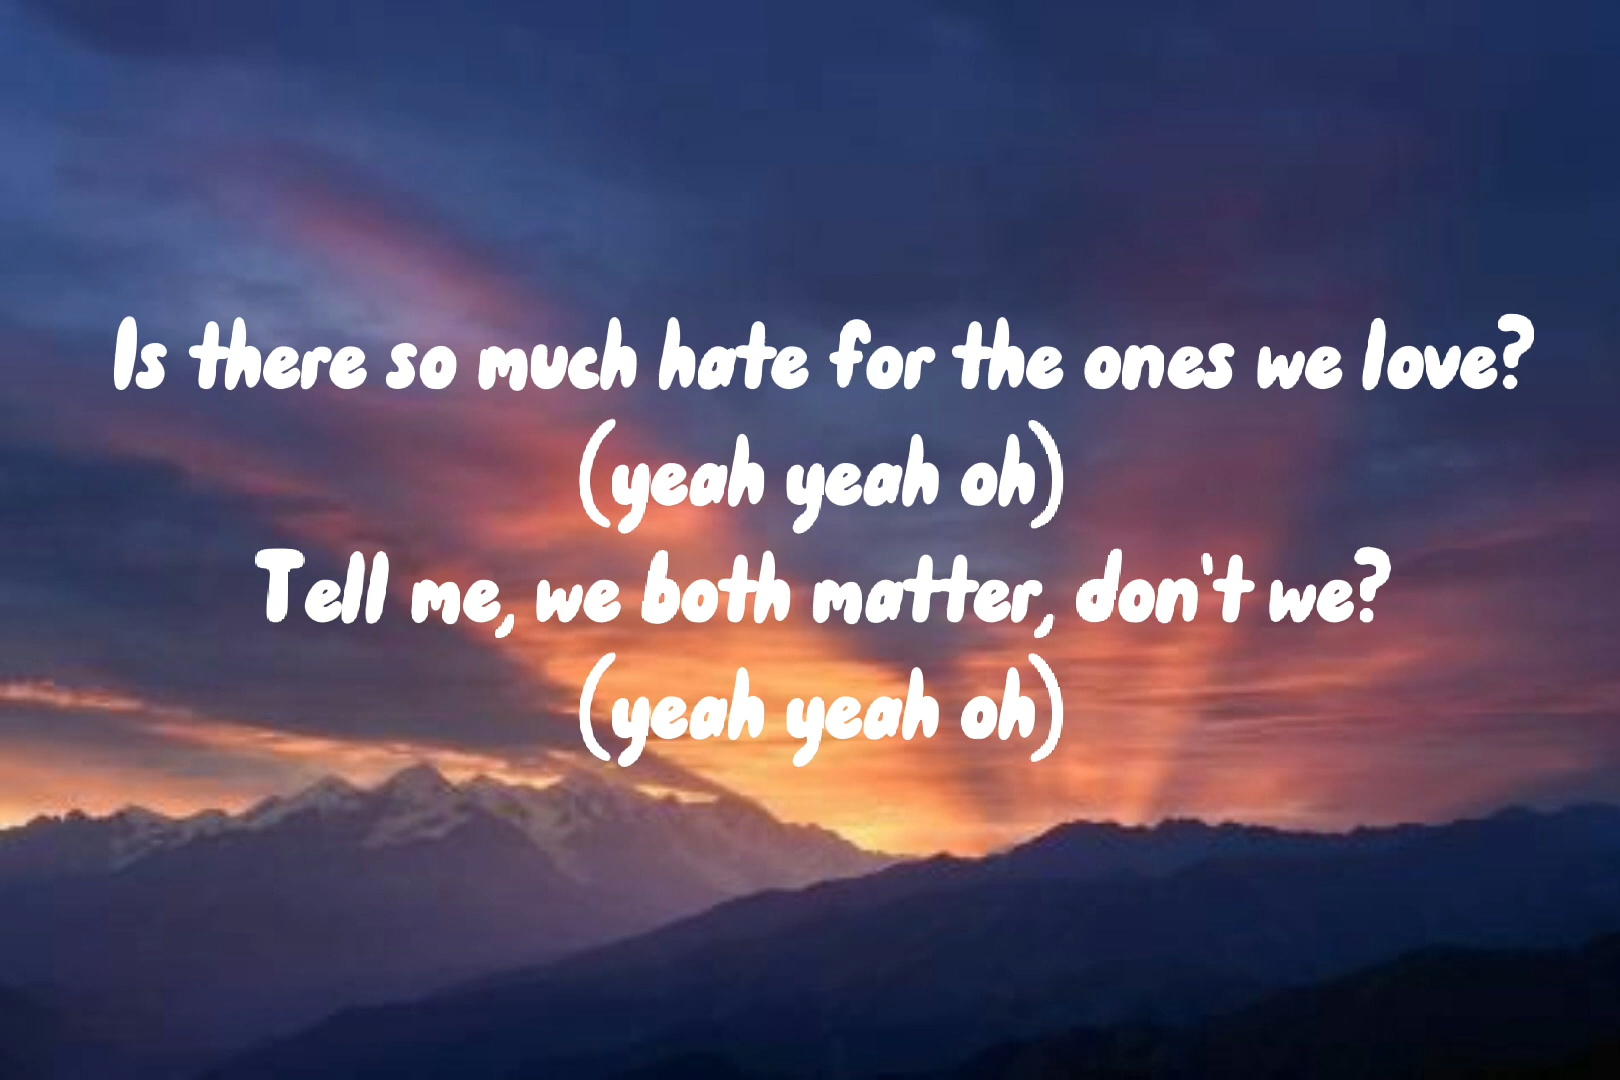 Is there so much hate for the ones we love?
(yeah yeah oh)
Tell me, we both matter, don't we?
(yeah yeah oh)